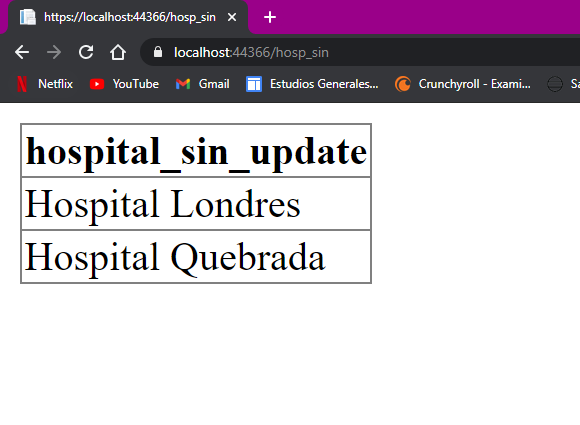 https://localhost:44366/hosp_sin
localhost:44366/hosp_sin
Netflix YouTube Gmail Estudios Generales... Crunchyroll - Exami... Sa
hospital_sin_update
Hospital Londres
Hospital Quebrada